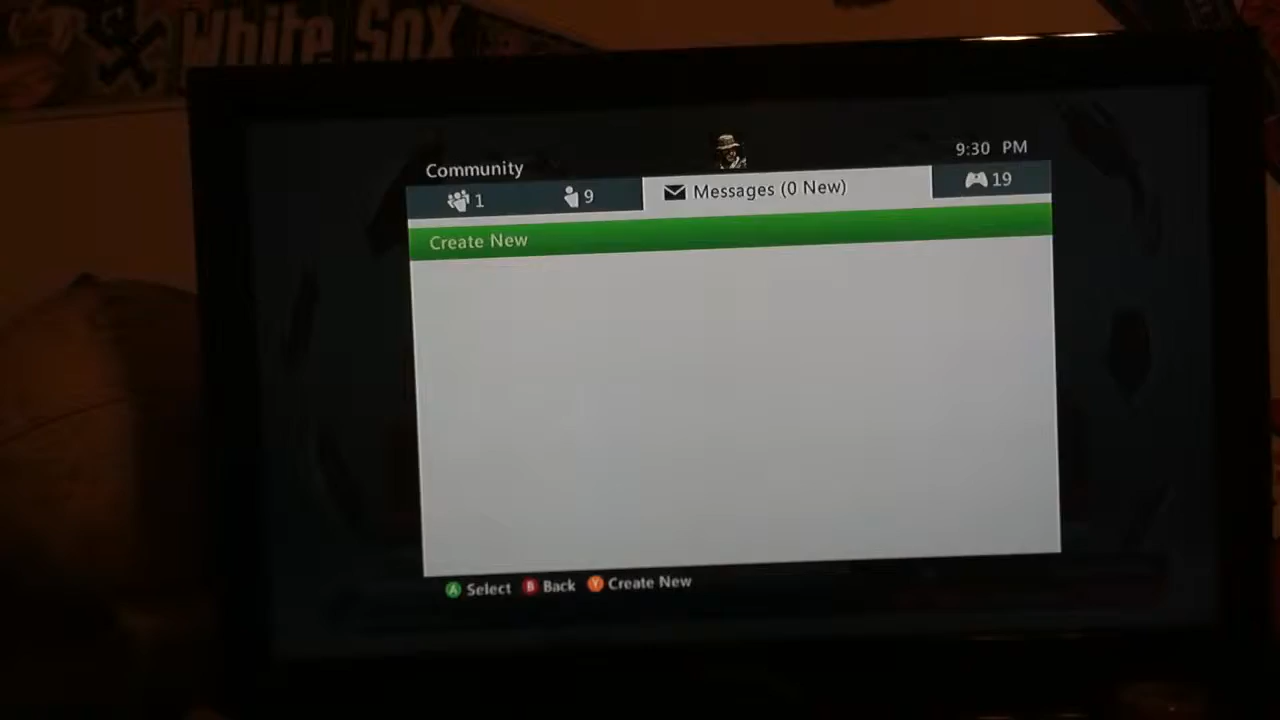 White Sox
Community
9:30 PM
1
9
Messages (0 New)
19
Create New
A Select B Back Y Create New